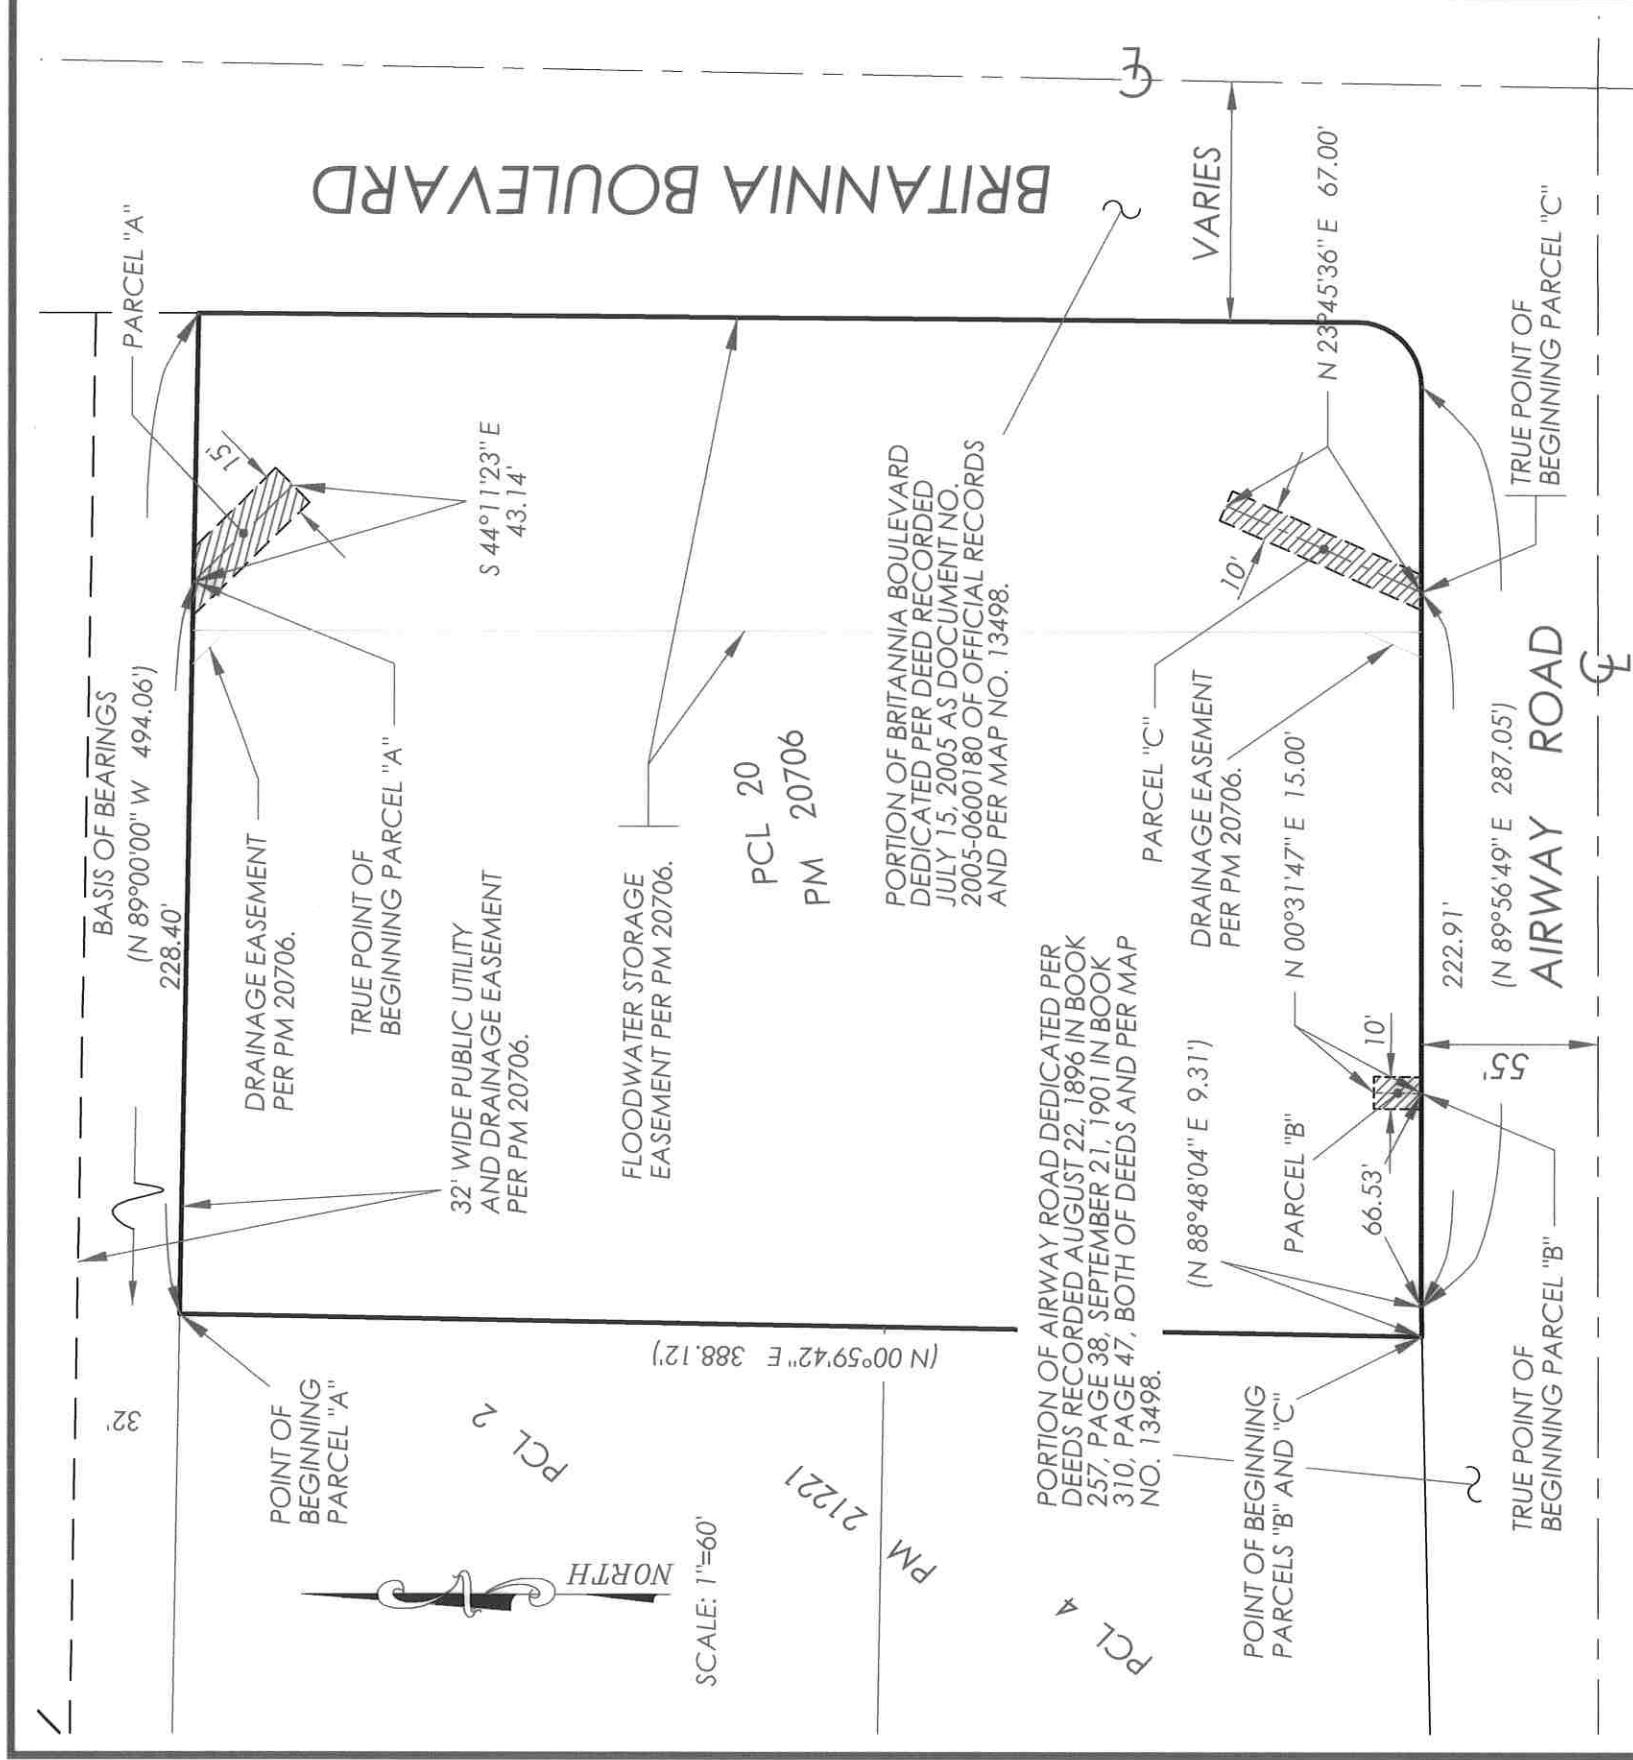 BASIS OF BEARINGS
(N 89°00'00" W 494.06')
228.40'
PARCEL "A"
15'
DRAINAGE EASEMENT
PER PM 20706.
TRUE POINT OF
BEGINNING PARCEL "A"
S 44°11'23" E
43.14'
32' WIDE PUBLIC UTILITY
AND DRAINAGE EASEMENT
PER PM 20706.
FLOODWATER STORAGE
EASEMENT PER PM 20706.
PCL 20
PM 20706
BRITANNIA BOULEVARD
VARIES
PORTION OF BRITANNIA BOULEVARD
DEDICATED PER DEED RECORDED
JULY 15, 2005 AS DOCUMENT NO.
2005-0600180 OF OFFICIAL RECORDS
AND PER MAP NO. 13498.
N 23°45'36" E 67.00'
10'
PARCEL "C"
DRAINAGE EASEMENT
PER PM 20706.
N 00°31'47" E 15.00'
10'
TRUE POINT OF
BEGINNING PARCEL "C"
32'
POINT OF
BEGINNING
PARCEL "A"
PCL 2
(N 00°59'42" E 388.12')
PM 21221
PCL 4
NORTH
SCALE: 1"=60'
PORTION OF AIRWAY ROAD DEDICATED PER
DEEDS RECORDED AUGUST 22, 1896 IN BOOK
257, PAGE 38, SEPTEMBER 21, 1901 IN BOOK
310, PAGE 47, BOTH OF DEEDS AND PER MAP
NO. 13498.
(N 88°48'04" E 9.31')
PARCEL "B"
66.53'
POINT OF BEGINNING
PARCELS "B" AND "C"
TRUE POINT OF
BEGINNING PARCEL "B"
222.91'
(N 89°56'49" E 287.05')
55'
AIRWAY ROAD